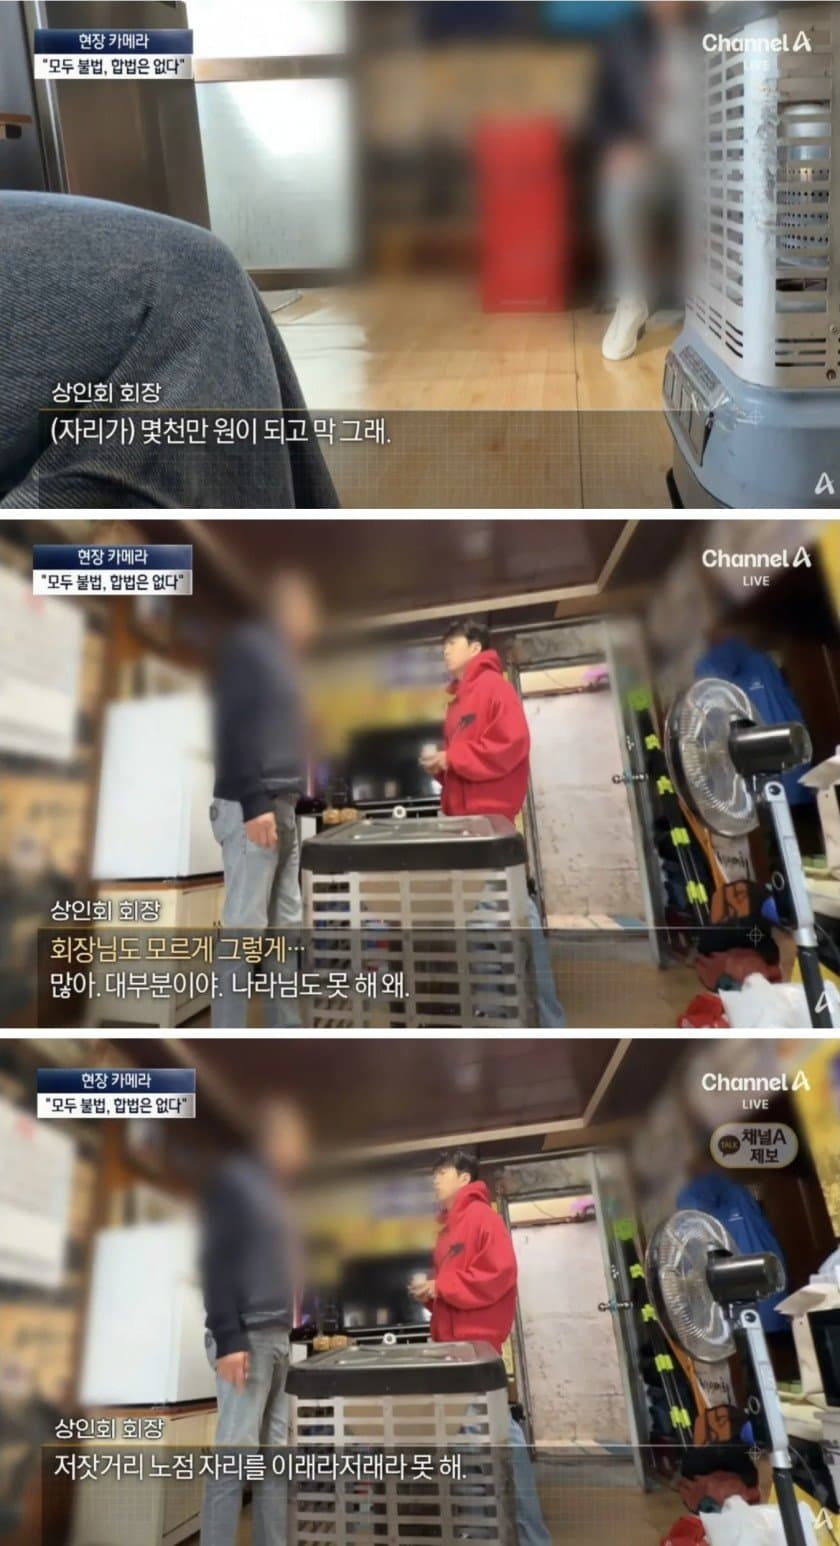 현장 카메라
"모두 불법, 합법은 없다"
Channel A
LIVE
상인회 회장
(자리가) 몇천만 원이 되고 막 그래.
현장 카메라
"모두 불법, 합법은 없다"
Channel A
LIVE
상인회 회장
회장님도 모르게 그렇게…
많아. 대부분이야. 나라님도 못 해 왜.
현장 카메라
"모두 불법, 합법은 없다"
Channel A
LIVE
TALK 채널A
제보
상인회 회장
저잣거리 노점 자리를 이래라저래라 못 해.